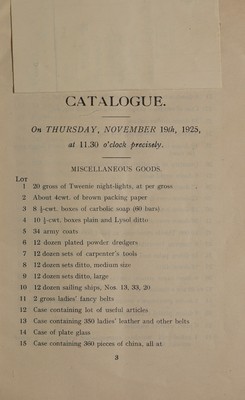 CATALOGUE.
On THURSDAY, NOVEMBER 19th, 1925,
at 11.30 o'clock precisely.
MISCELLANEOUS GOODS.
LOT
1 20 gross of Tweenie night-lights, at per gross
2 About 4cwt. of brown packing paper
3 8 ½-cwt. boxes of carbolic soap (60 bars)
4 10 ½-cwt. boxes plain and Lysol ditto
5 34 army coats
6 12 dozen plated powder dredgers
7 12 dozen sets of carpenter's tools
8 12 dozen sets ditto, medium size
9 12 dozen sets ditto, large
10 12 dozen sailing ships, Nos. 13, 33, 20
11 2 gross ladies' fancy belts
12 Case containing lot of useful articles
13 Case containing 350 ladies' leather and other belts
14 Case of plate glass
15 Case containing 360 pieces of china, all at
3